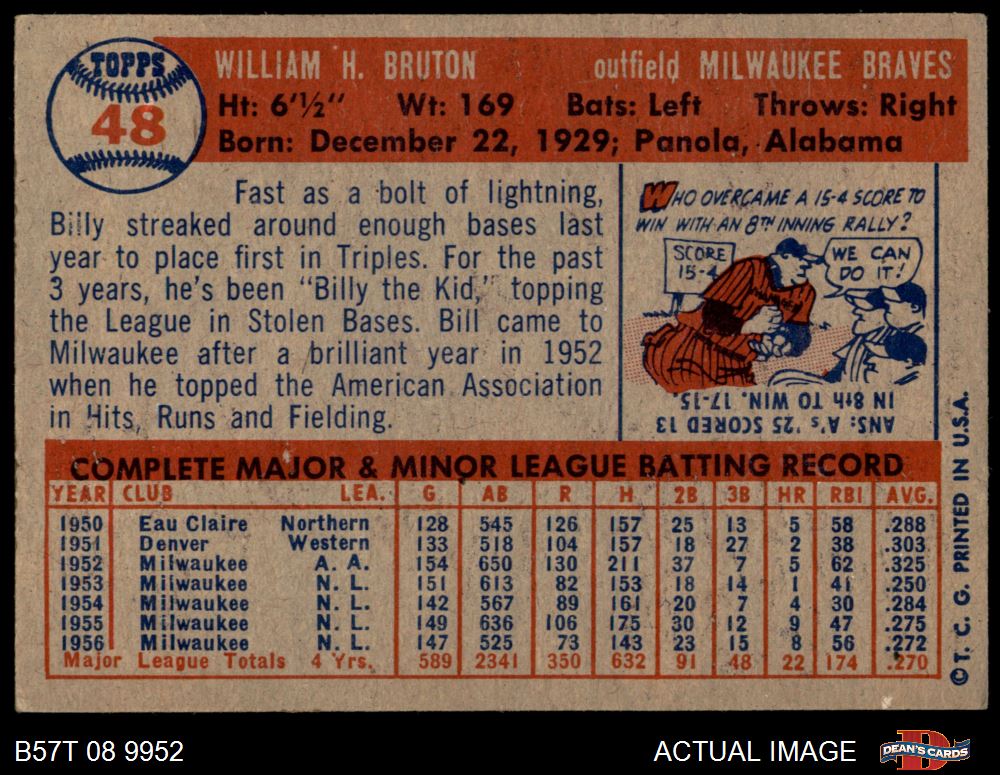 TOPPS
48
WILLIAM H. BRUTON outfield MILWAUKEE BRAVES
Ht: 6'½" Wt: 169 Bats: Left Throws: Right
Born: December 22, 1929; Panola, Alabama
Fast as a bolt of lightning,
Billy streaked around enough bases last
year to place first in Triples. For the past
3 years, he's been "Billy the Kid," topping
the League in Stolen Bases. Bill came to
Milwaukee after a brilliant year in 1952
when he topped the American Association
in Hits, Runs and Fielding.
WHO OVERCAME A 15-4 SCORE TO
WIN WITH AN 8TH INNING RALLY?
SCORE
15-4
WE CAN
DO IT!
ANS: A's '25 SCORED 13
IN 8th TO WIN. 17-15.
COMPLETE MAJOR & MINOR LEAGUE BATTING RECORD
YEAR CLUB LEA. G AB R H 2B 3B HR RBI AVG.
1950 Eau Claire Northern 128 545 126 157 25 13 5 58 .288
1951 Denver Western 133 518 104 157 18 27 2 38 .303
1952 Milwaukee A. A. 154 650 130 211 37 7 5 62 .325
1953 Milwaukee N. L. 151 613 82 153 18 14 1 41 .250
1954 Milwaukee N. L. 142 567 89 161 20 7 4 30 .284
1955 Milwaukee N. L. 149 636 106 175 30 12 9 47 .275
1956 Milwaukee N. L. 147 525 73 143 23 15 8 56 .272
Major League Totals 4 Yrs. 589 2341 350 632 91 48 22 174 .270
© T. C. G. PRINTED IN U.S.A.
B57T 08 9952 ACTUAL IMAGE
D
DEAN'S CARDS